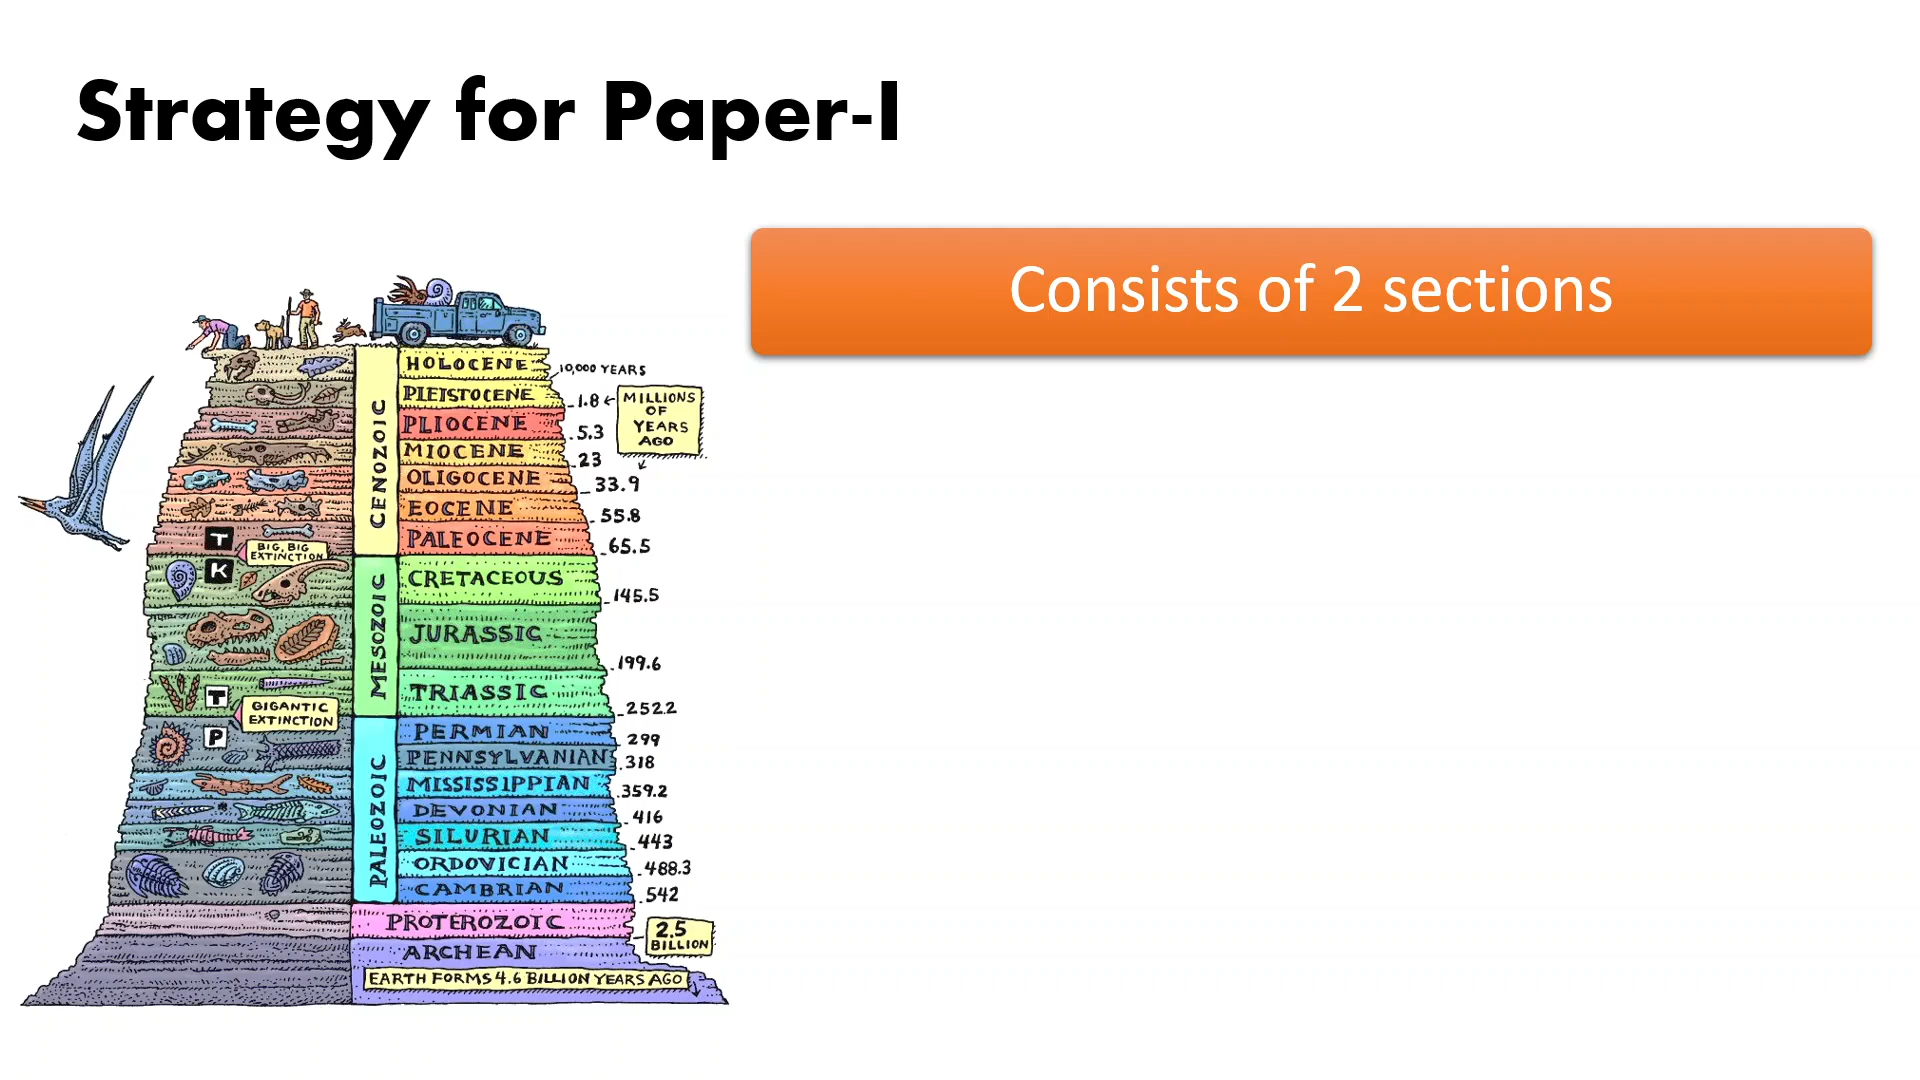 Strategy for Paper-I
Consists of 2 sections
CENOZOIC
HOLOCENE
10,000 YEARS
PLEISTOCENE
1.8
MILLIONS
OF
YEARS
AGO
PLIOCENE
5.3
MIOCENE
23
OLIGOCENE
33.9
EOCENE
55.8
PALEOCENE
65.5
T
BIG, BIG
EXTINCTION
K
MESOZOIC
CRETACEOUS
145.5
JURASSIC
199.6
TRIASSIC
252.2
T
GIGANTIC
EXTINCTION
P
PALEOZOIC
PERMIAN
299
PENNSYLVANIAN
318
MISSISSIPPIAN
359.2
DEVONIAN
416
SILURIAN
443
ORDOVICIAN
488.3
CAMBRIAN
542
PROTEROZOIC
2.5
BILLION
ARCHEAN
EARTH FORMS 4.6 BILLION YEARS AGO